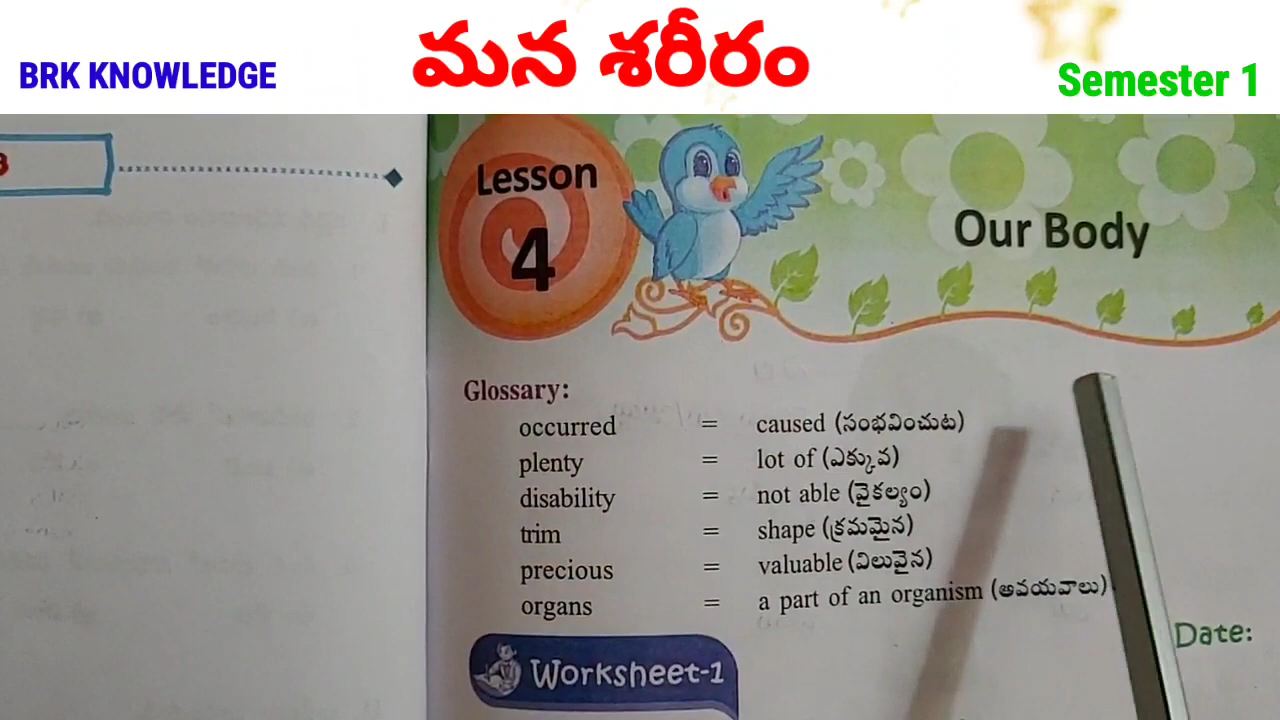 మన శరీరం
BRK KNOWLEDGE
Semester 1
Lesson
4
Our Body
Glossary:
occurred = caused (సంభవించుట)
plenty = lot of (ఎక్కువ)
disability = not able (వైకల్యం)
trim = shape (క్రమమైన)
precious = valuable (విలువైన)
organs = a part of an organism (అవయవాలు)
Worksheet-1
Date: